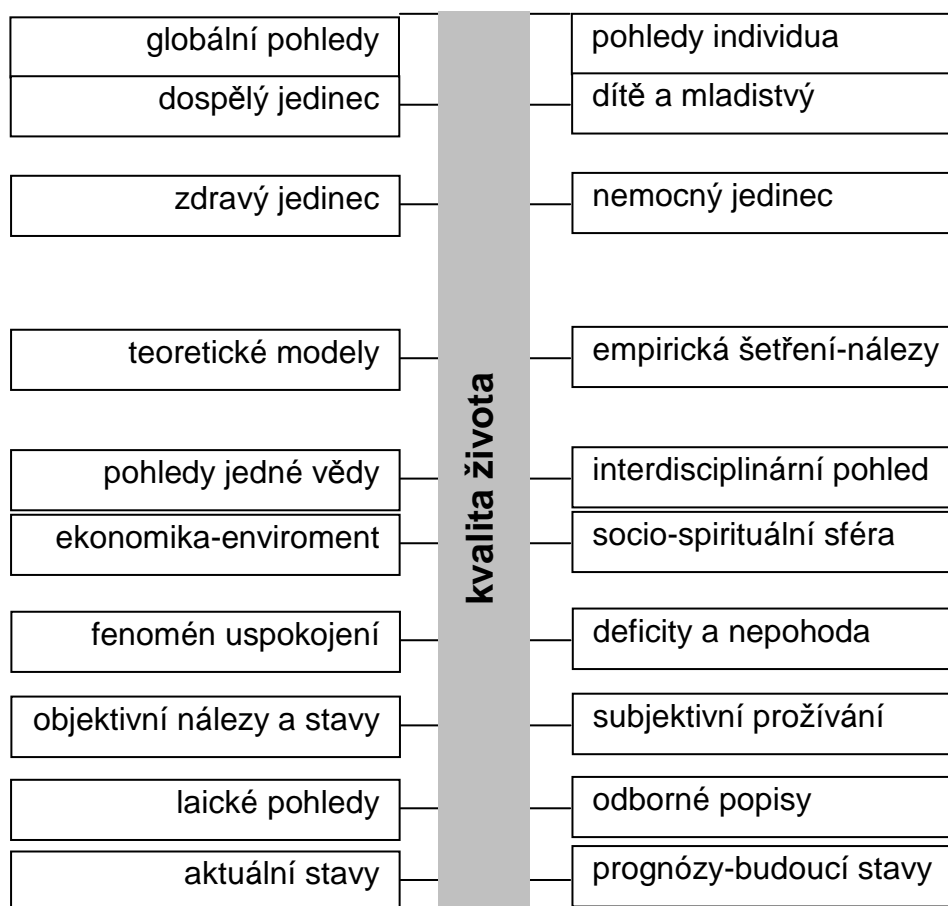 globální pohledy
pohledy individua
dospělý jedinec
dítě a mladistvý
zdravý jedinec
nemocný jedinec
teoretické modely
empirická šetření-nálezy
kvalita života
pohledy jedné vědy
interdisciplinární pohled
ekonomika-enviroment
socio-spirituální sféra
fenomén uspokojení
deficity a nepohoda
objektivní nálezy a stavy
subjektivní prožívání
laické pohledy
odborné popisy
aktuální stavy
prognózy-budoucí stavy